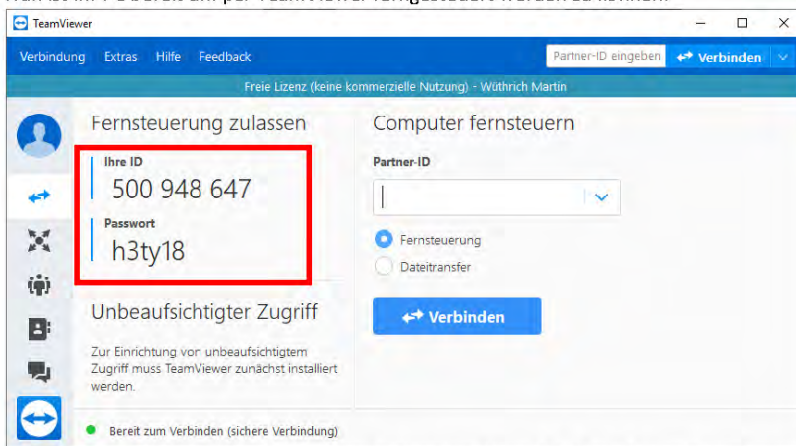 TeamViewer
Verbindung Extras Hilfe Feedback
Partner-ID eingeben
Verbinden
Freie Lizenz (keine kommerzielle Nutzung) - Wüthrich Martin
Fernsteuerung zulassen
Ihre ID
500 948 647
Passwort
h3ty18
Unbeaufsichtigter Zugriff
Zur Einrichtung von unbeaufsichtigtem
Zugriff muss TeamViewer zunächst installiert
werden.
Computer fernsteuern
Partner-ID
Fernsteuerung
Dateitransfer
Verbinden
Bereit zum Verbinden (sichere Verbindung)